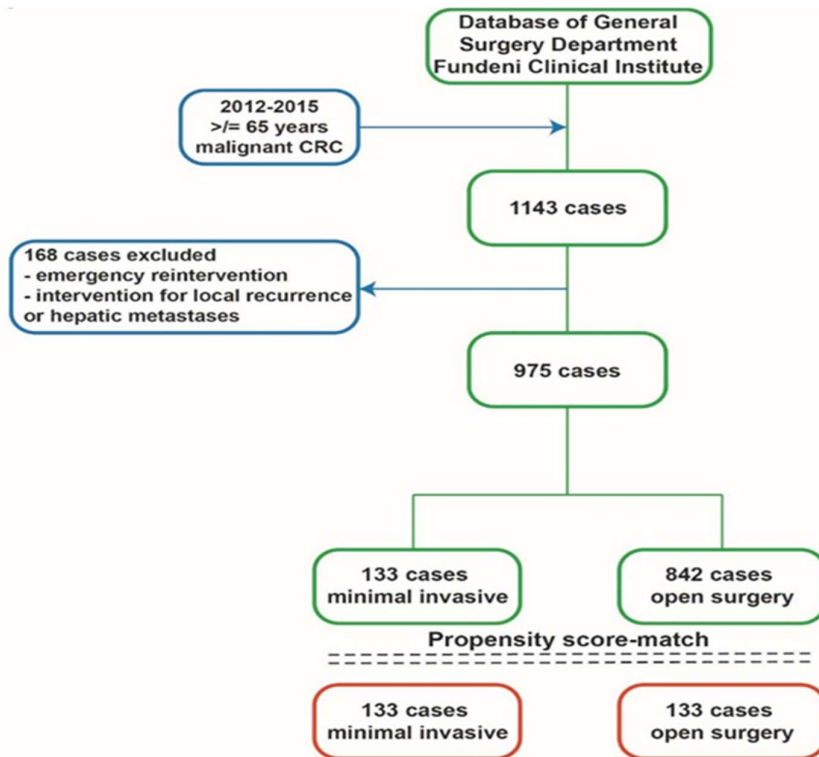 Database of General
Surgery Department
Fundeni Clinical Institute
2012-2015
>/= 65 years
malignant CRC
1143 cases
168 cases excluded
- emergency reintervention
- intervention for local recurrence
or hepatic metastases
975 cases
133 cases
minimal invasive
842 cases
open surgery
Propensity score-match
133 cases
minimal invasive
133 cases
open surgery